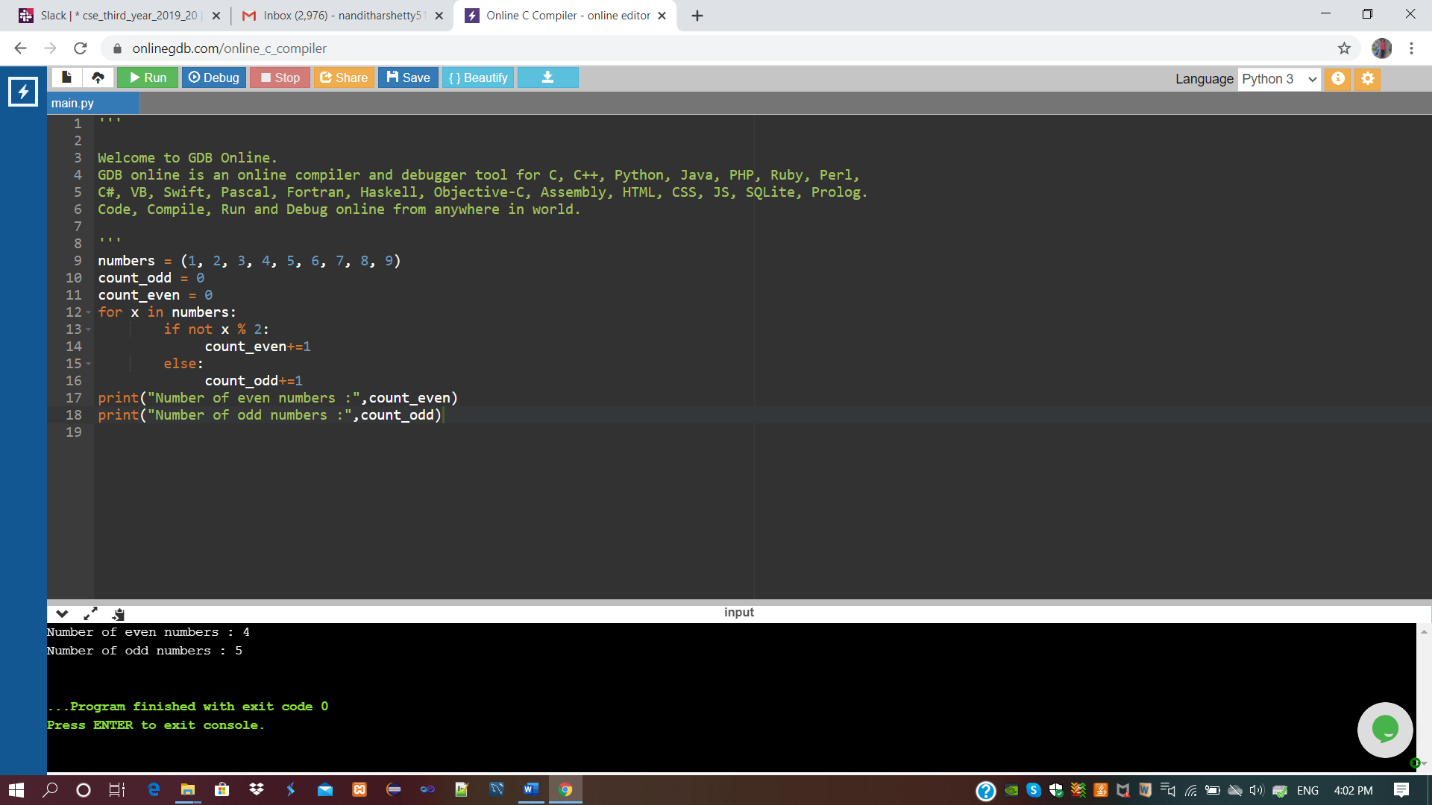 Slack | * cse_third_year_2019_20 |
Inbox (2,976) - nanditharshetty51
Online C Compiler - online editor
onlinegdb.com/online_c_compiler
Run Debug Stop Share Save { } Beautify Language Python 3
main.py
1 '''
2
3 Welcome to GDB Online.
4 GDB online is an online compiler and debugger tool for C, C++, Python, Java, PHP, Ruby, Perl,
5 C#, VB, Swift, Pascal, Fortran, Haskell, Objective-C, Assembly, HTML, CSS, JS, SQLite, Prolog.
6 Code, Compile, Run and Debug online from anywhere in world.
7
8 '''
9 numbers = (1, 2, 3, 4, 5, 6, 7, 8, 9)
10 count_odd = 0
11 count_even = 0
12 for x in numbers:
13 if not x % 2:
14 count_even+=1
15 else:
16 count_odd+=1
17 print("Number of even numbers :",count_even)
18 print("Number of odd numbers :",count_odd)
19
input
Number of even numbers : 4
Number of odd numbers : 5
...Program finished with exit code 0
Press ENTER to exit console.
ENG 4:02 PM